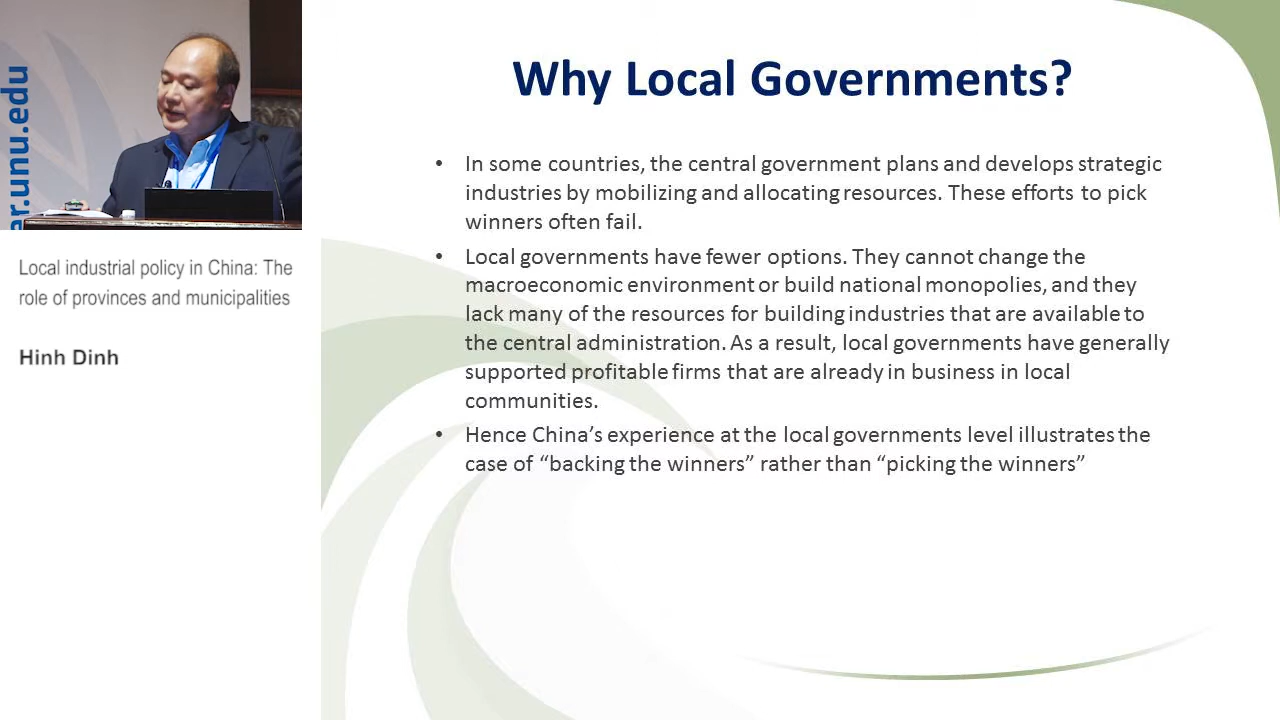 er.unu.edu
Local industrial policy in China: The
role of provinces and municipalities
Hinh Dinh
Why Local Governments?
• In some countries, the central government plans and develops strategic
industries by mobilizing and allocating resources. These efforts to pick
winners often fail.
• Local governments have fewer options. They cannot change the
macroeconomic environment or build national monopolies, and they
lack many of the resources for building industries that are available to
the central administration. As a result, local governments have generally
supported profitable firms that are already in business in local
communities.
• Hence China’s experience at the local governments level illustrates the
case of “backing the winners” rather than “picking the winners”